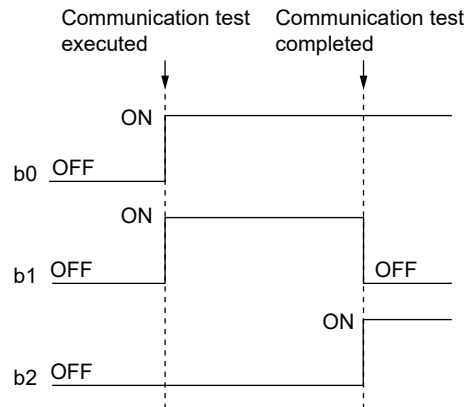 Communication test
executed
Communication test
completed
ON
b0 OFF
ON
b1 OFF
OFF
ON
b2 OFF